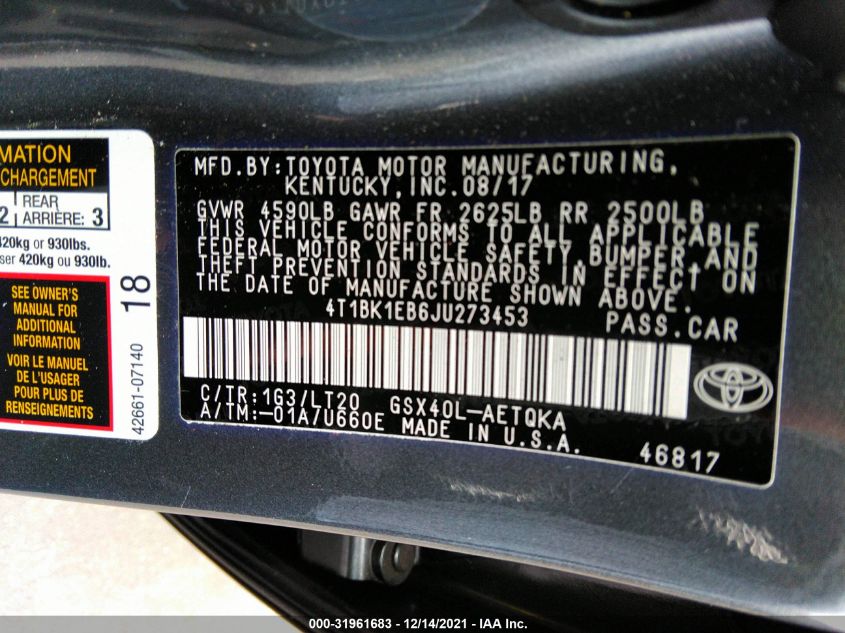 MATION
CHARGEMENT
2 REAR ARRIÈRE: 3
420kg or 930lbs.
ser 420kg ou 930lb.
SEE OWNER'S
MANUAL FOR
ADDITIONAL
INFORMATION
VOIR LE MANUEL
DE L'USAGER
POUR PLUS DE
RENSEIGNEMENTS
18
42661-07140
MFD.BY:TOYOTA MOTOR MANUFACTURING,
KENTUCKY,INC.08/17
GVWR 4590LB GAWR FR 2625LB RR 2500LB
THIS VEHICLE CONFORMS TO ALL APPLICABLE
FEDERAL MOTOR VEHICLE SAFETY,BUMPER,AND
THEFT PREVENTION STANDARDS IN EFFECT ON
THE DATE OF MANUFACTURE SHOWN ABOVE.
4T1BK1EB6JU273453 PASS.CAR
C/TR:1G3/LT20 GSX40L-AETQKA
A/TM:-01A/U660E MADE IN U.S.A.
46817
000-31961683 - 12/14/2021 - IAA Inc.